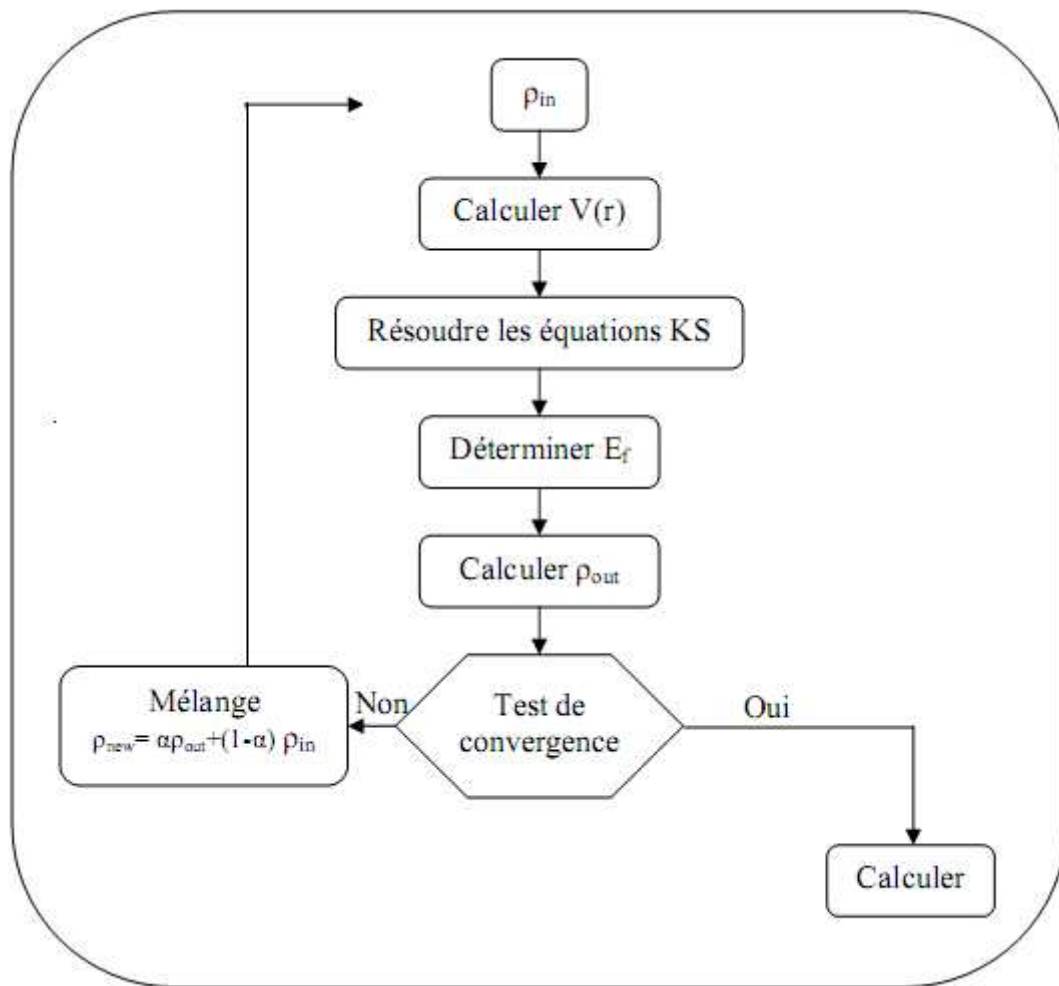 ρin
Calculer V(r)
Résoudre les équations KS
Déterminer Ef
Calculer ρout
Test de
convergence
Non
Oui
Mélange
ρnew= αρout+(1-α) ρin
Calculer